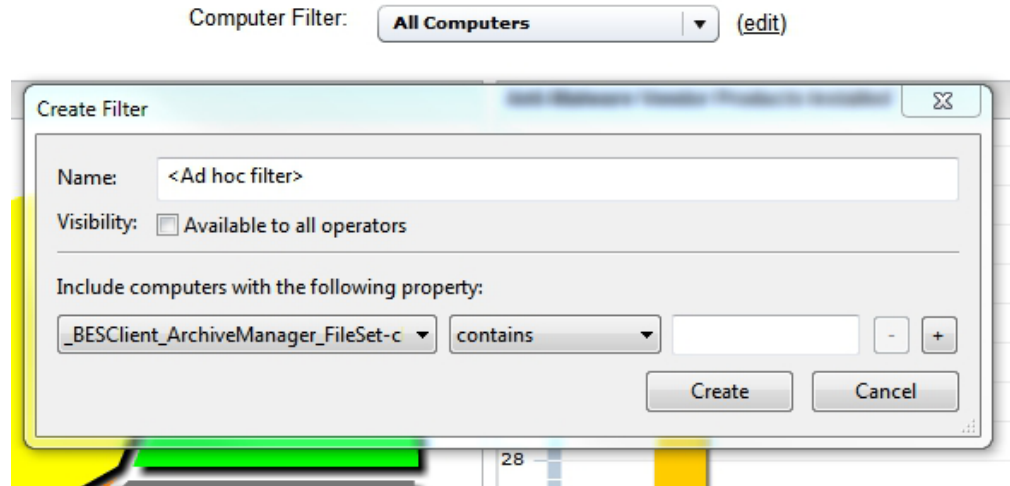 Computer Filter: All Computers (edit)
Create Filter
Name: <Ad hoc filter>
Visibility: Available to all operators
Include computers with the following property:
_BESClient_ArchiveManager_FileSet-c contains - +
Create Cancel
28